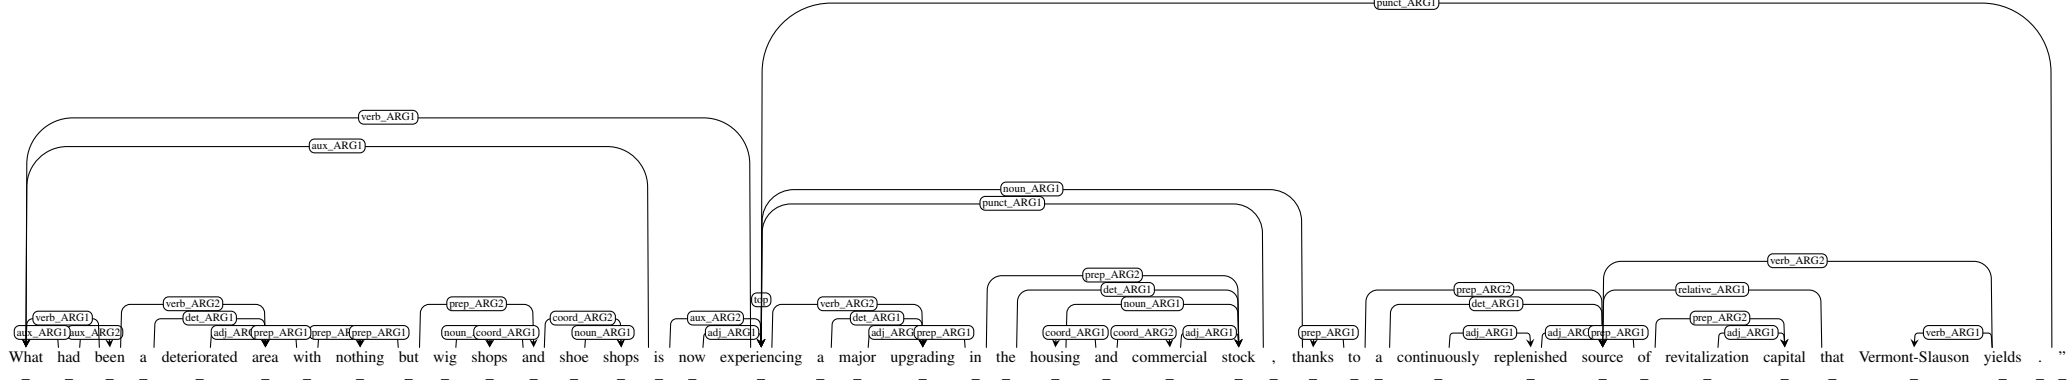 punct_ARG1
verb_ARG1
aux_ARG1
noun_ARG1
punct_ARG1
verb_ARG2
prep_ARG2
prep_ARG2 det_ARG1 relative_ARG1
top verb_ARG2 prep_ARG2 verb_ARG2 noun_ARG1 det_ARG1
verb_ARG1 det_ARG1 coord_ARG2 aux_ARG2 det_ARG1 prep_ARG2
aux_ARG1 aux_ARG2 prep_ARG1 prep_ARG1 coord_ARG1 noun_ARG1 adj_ARG1 prep_ARG1 coord_ARG1 coord_ARG2 adj_ARG1 prep_ARG1 adj_ARG1 prep_ARG1 adj_ARG1 verb_ARG1
What had been a deteriorated area with nothing but wig shops and shoe shops is now experiencing a major upgrading in the housing and commercial stock , thanks to a continuously replenished source of revitalization capital that Vermont-Slauson yields . ”